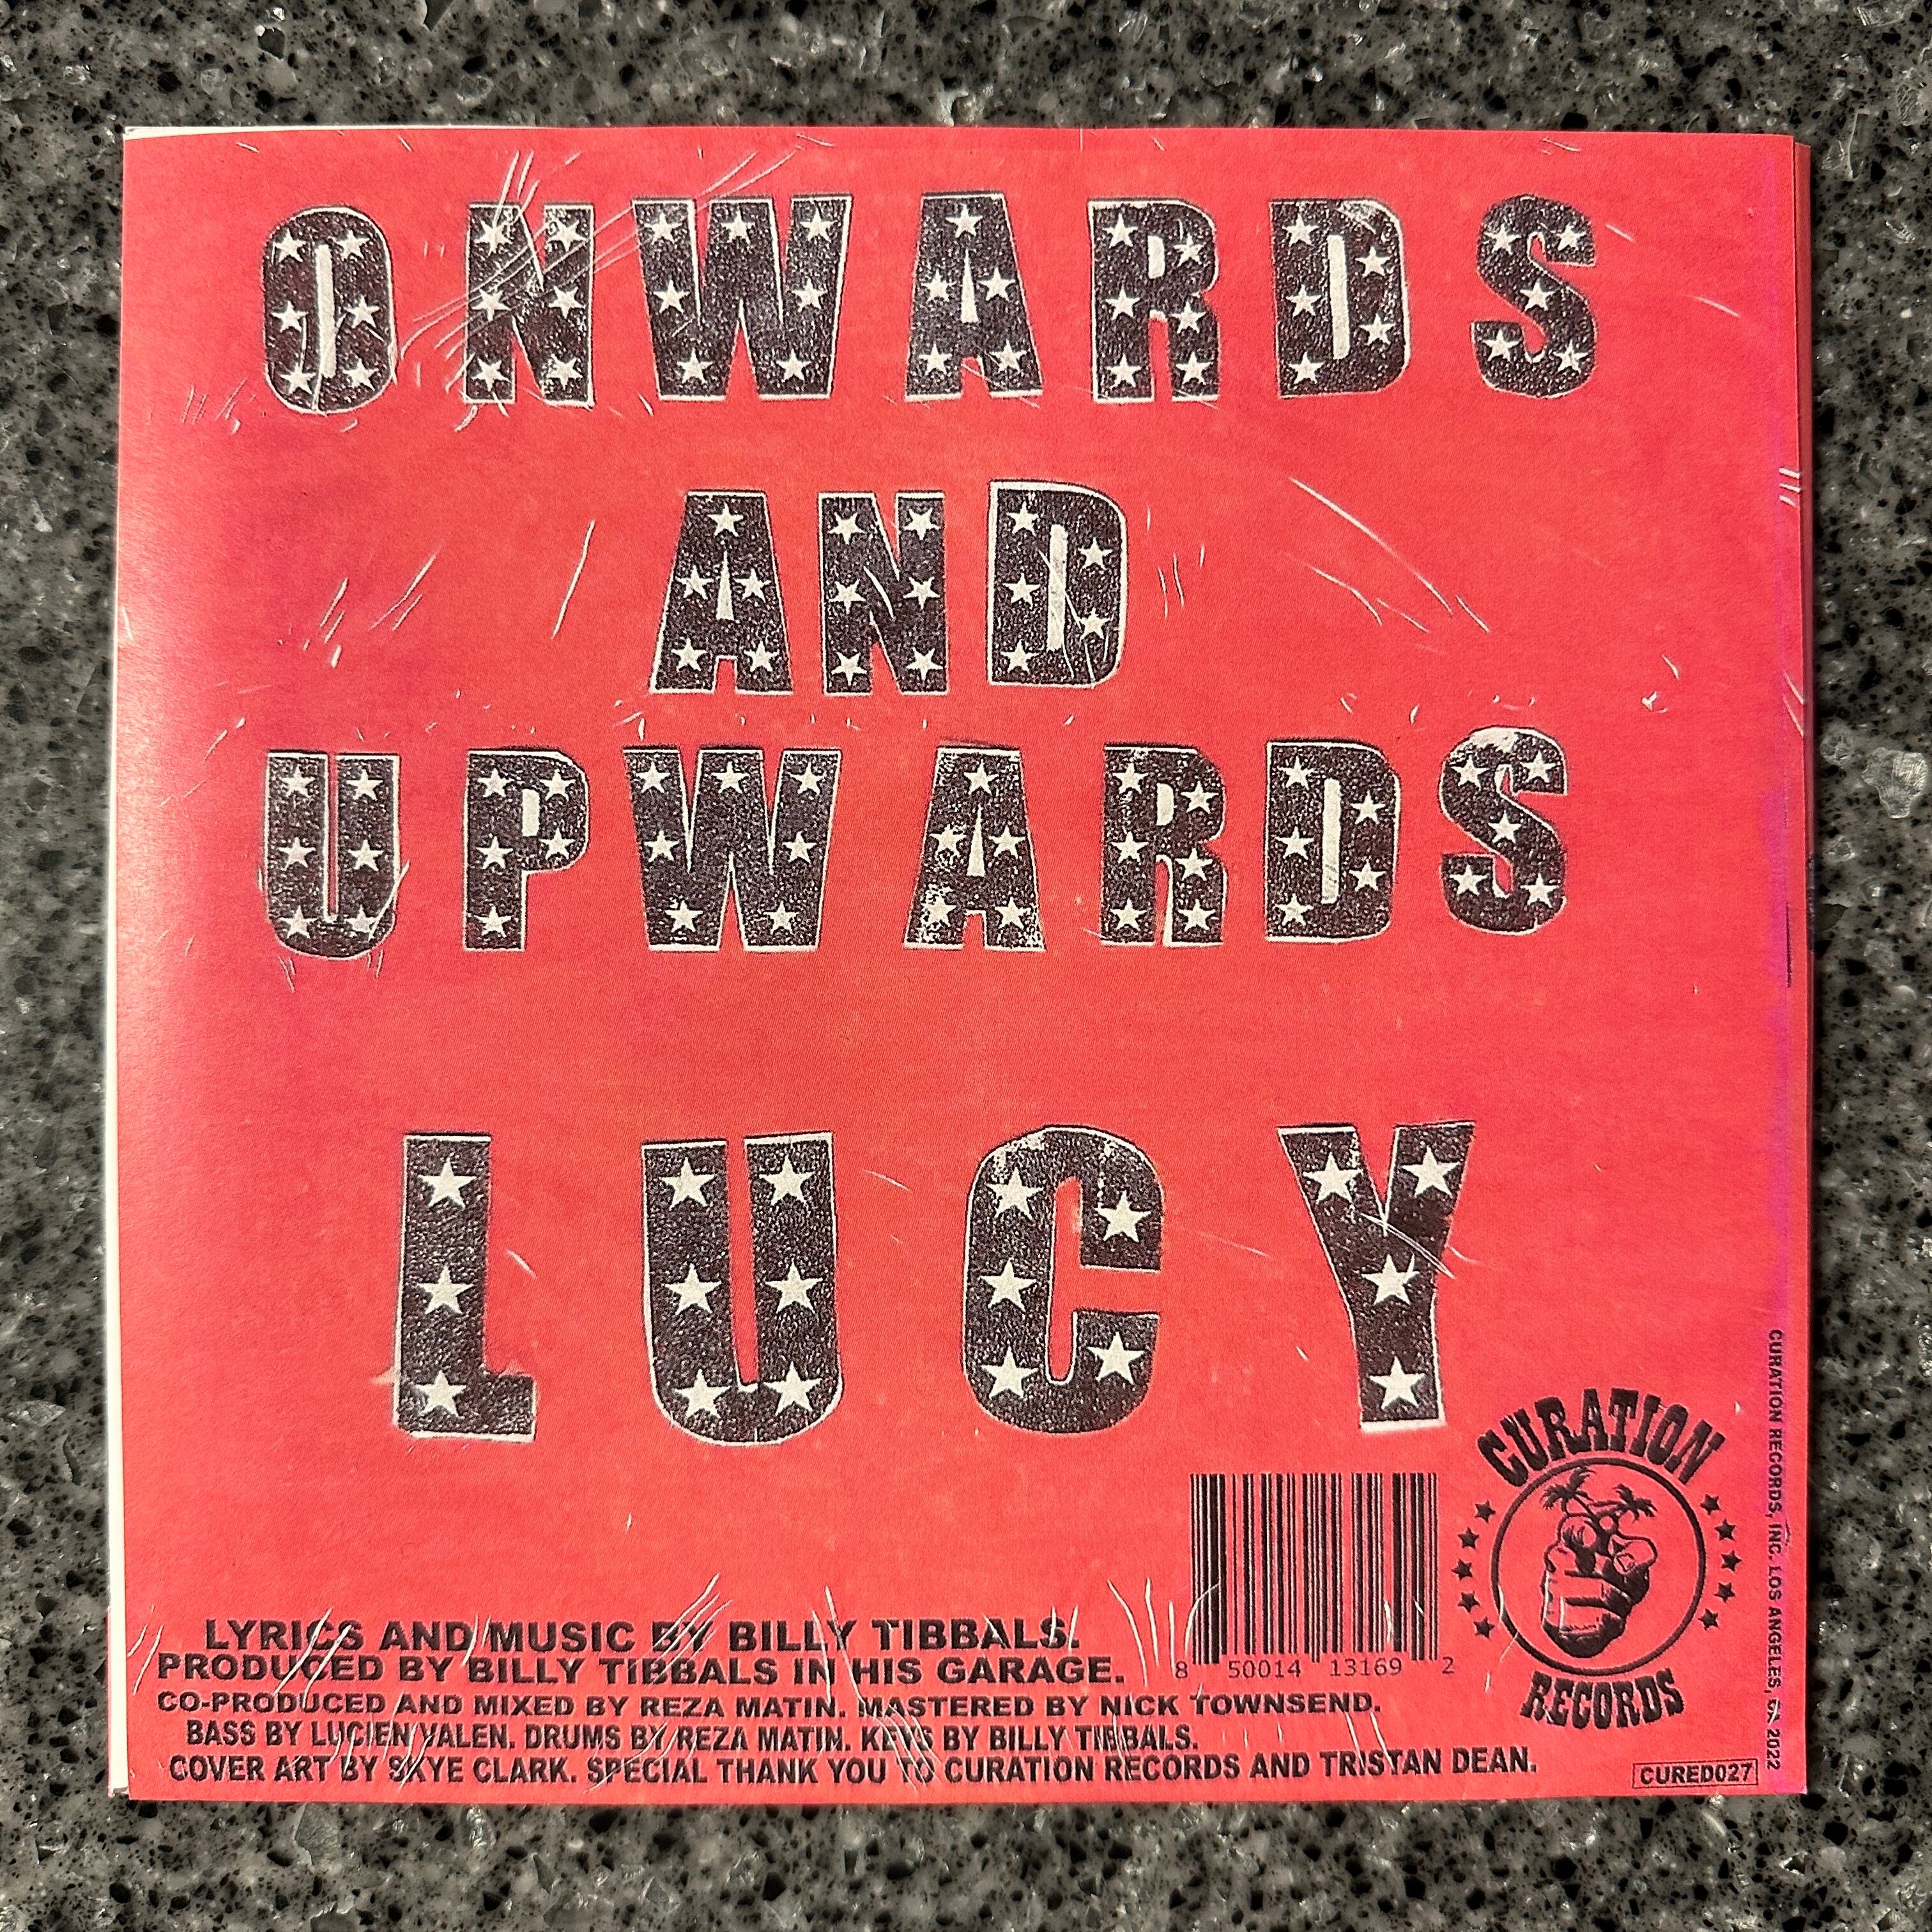 ONWARDS
AND
UPWARDS
LUCY
CURATION
RECORDS
8 50014 13169 2
LYRICS AND MUSIC BY BILLY TIBBALS.
PRODUCED BY BILLY TIBBALS IN HIS GARAGE.
CO-PRODUCED AND MIXED BY REZA MATIN. MASTERED BY NICK TOWNSEND.
BASS BY LUCIEN VALEN. DRUMS BY REZA MATIN. KEYS BY BILLY TIBBALS.
COVER ART BY SKYE CLARK. SPECIAL THANK YOU TO CURATION RECORDS AND TRISTAN DEAN.
CURED027
CURATION RECORDS, INC. LOS ANGELES, CA 2022